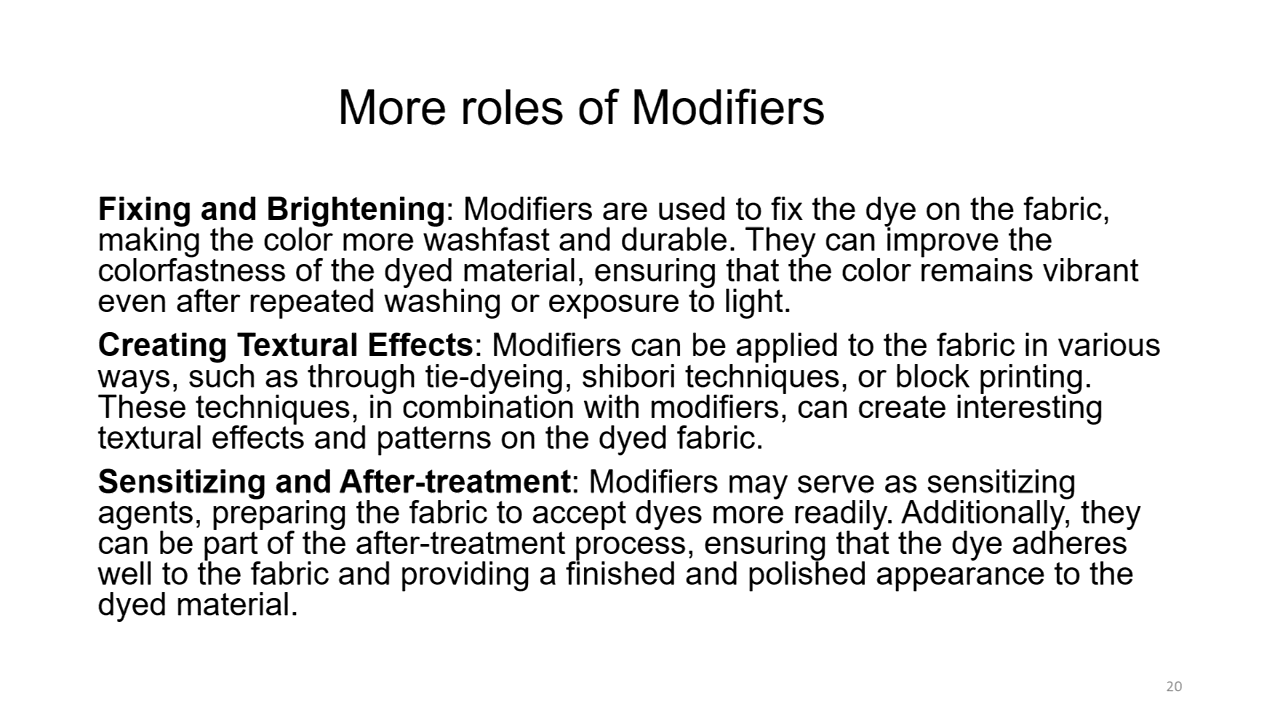 More roles of Modifiers
Fixing and Brightening: Modifiers are used to fix the dye on the fabric,
making the color more washfast and durable. They can improve the
colorfastness of the dyed material, ensuring that the color remains vibrant
even after repeated washing or exposure to light.
Creating Textural Effects: Modifiers can be applied to the fabric in various
ways, such as through tie-dyeing, shibori techniques, or block printing.
These techniques, in combination with modifiers, can create interesting
textural effects and patterns on the dyed fabric.
Sensitizing and After-treatment: Modifiers may serve as sensitizing
agents, preparing the fabric to accept dyes more readily. Additionally, they
can be part of the after-treatment process, ensuring that the dye adheres
well to the fabric and providing a finished and polished appearance to the
dyed material.
20